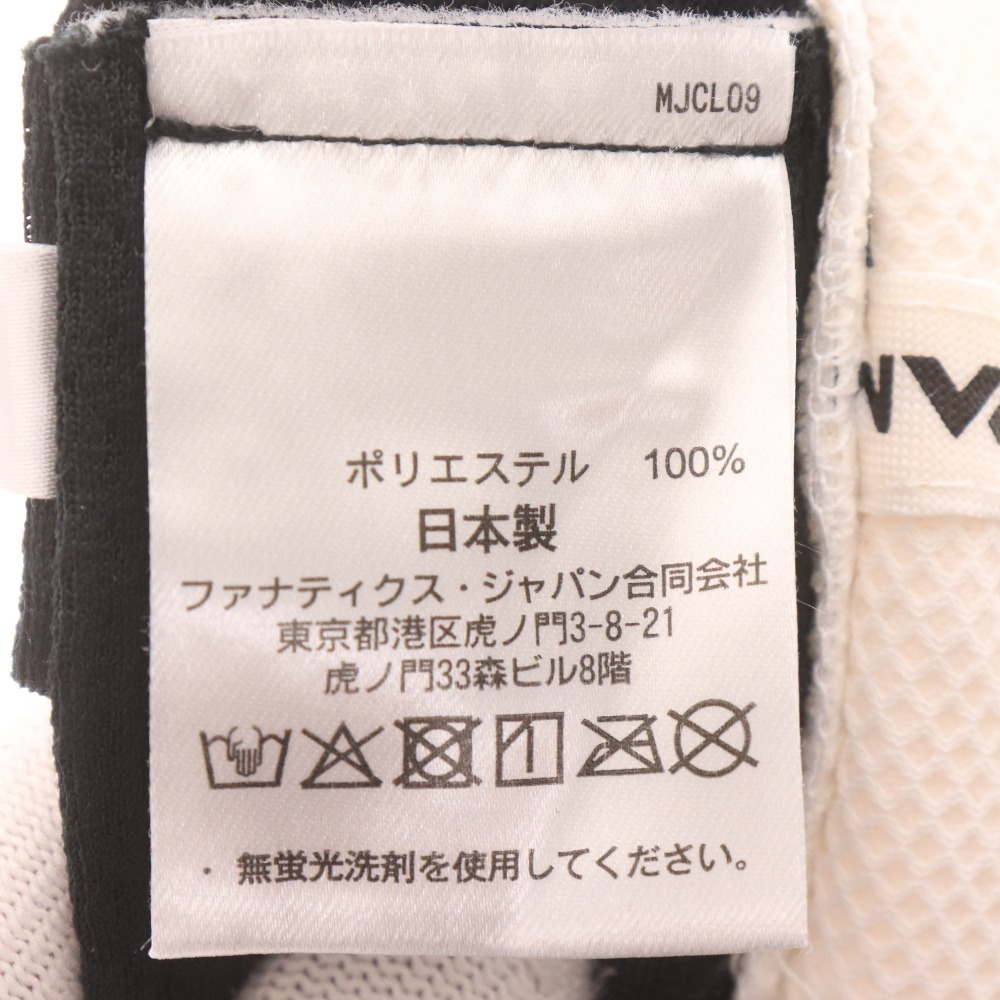 MJCL09
ポリエステル 100%
日本製
ファナティクス・ジャパン合同会社
東京都港区虎ノ門3-8-21
虎ノ門33森ビル8階
・無蛍光洗剤を使用してください。